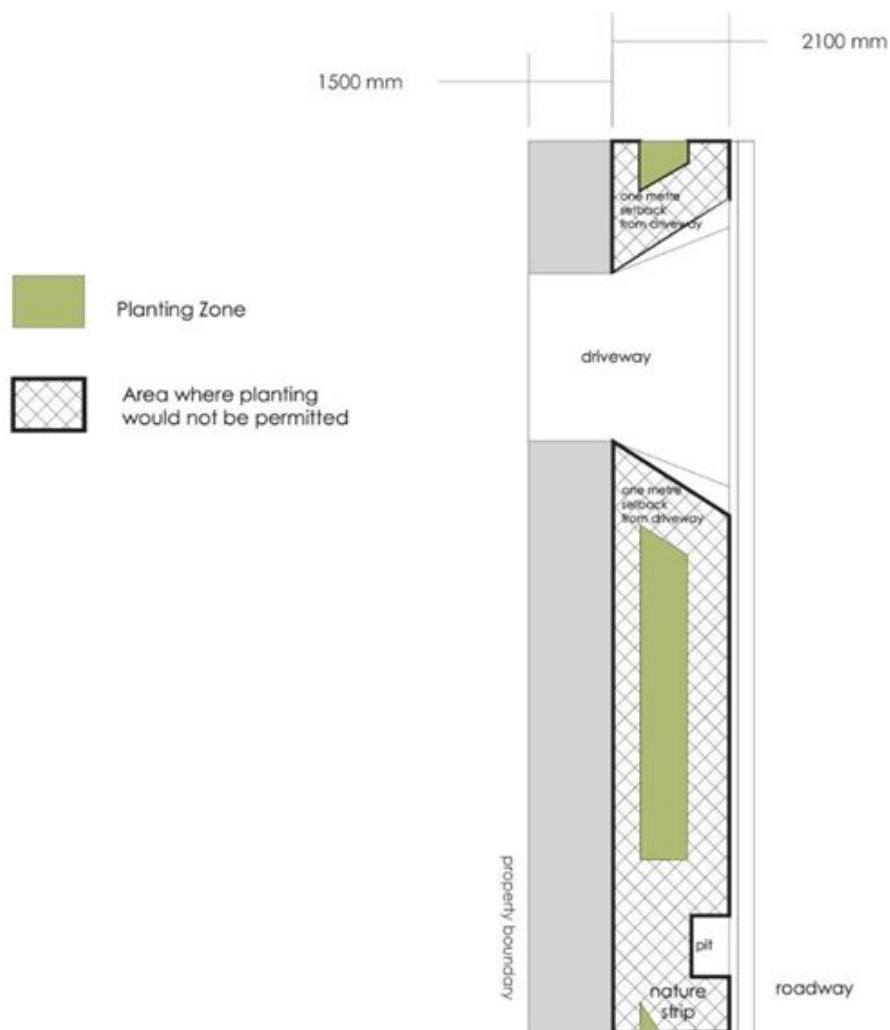 2100 mm
1500 mm
one metre
setback
from driveway
Planting Zone
driveway
Area where planting
would not be permitted
one metre
setback
from driveway
property boundary
pit
nature
strip
roadway